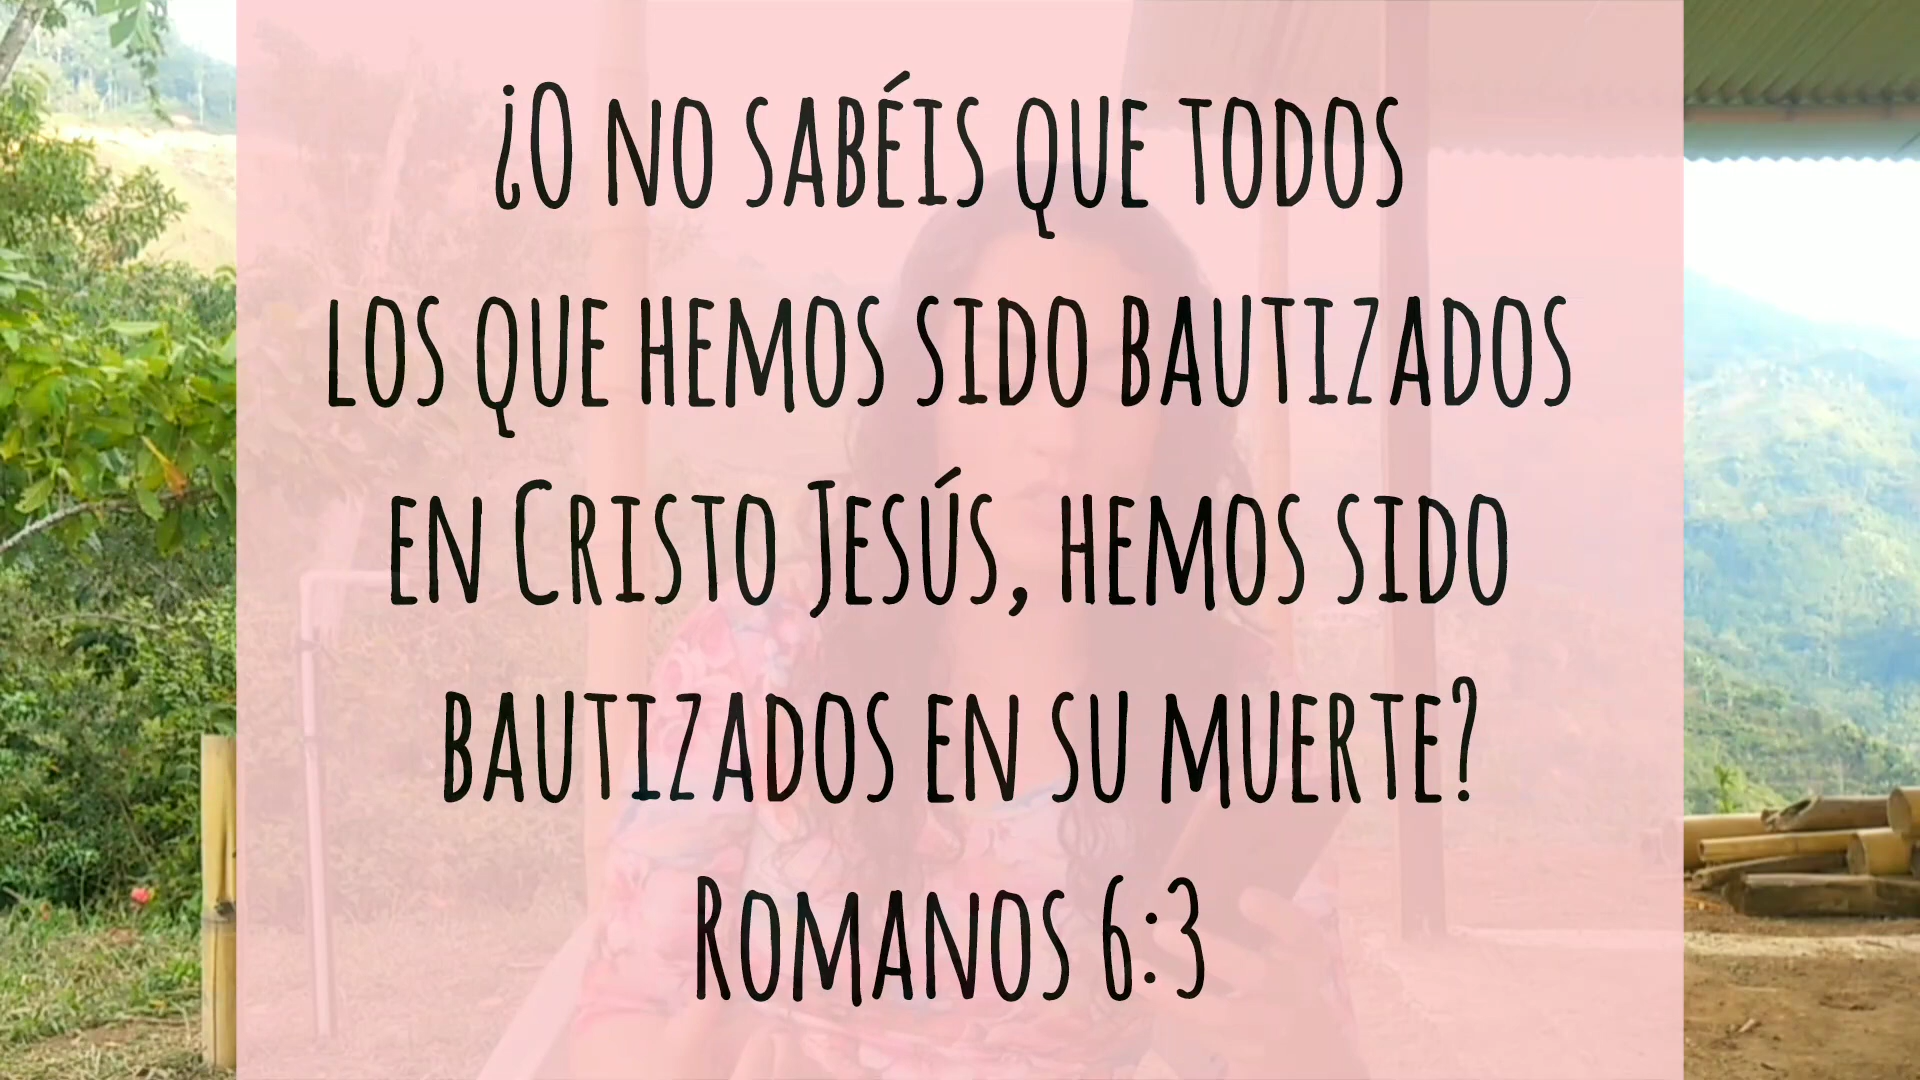 ¿O no sabéis que todos
los que hemos sido bautizados
en Cristo Jesús, hemos sido
bautizados en su muerte?
Romanos 6:3